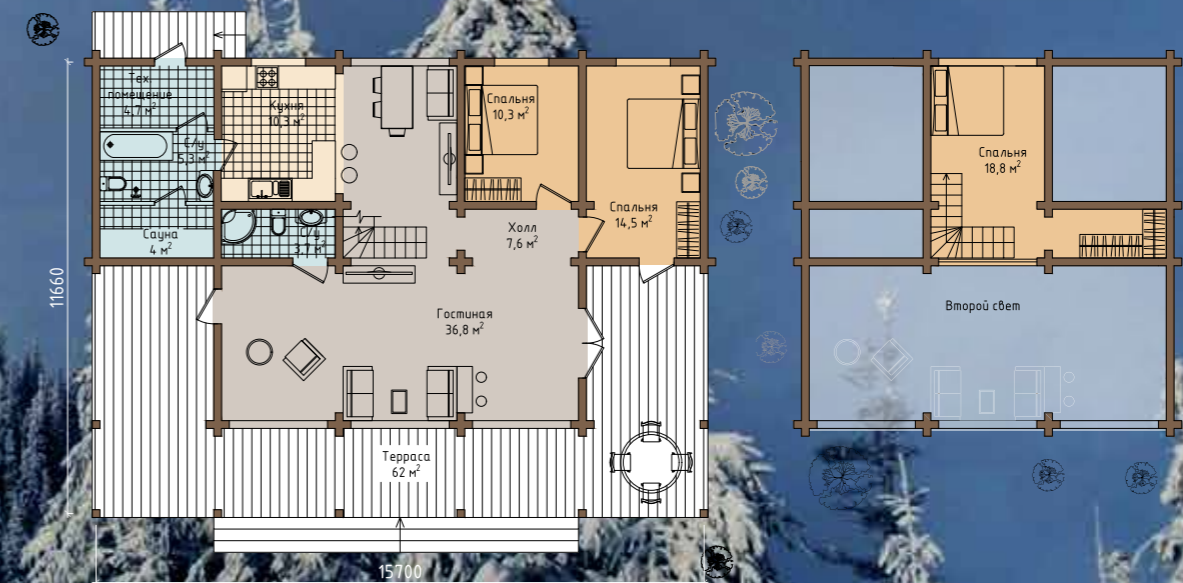 Тех.
помещение
4.7 м²
С/у
5,3 м²
Кухня
10,3 м²
Спальня
10,3 м²
Спальня
14,5 м²
Сауна
4 м²
С/у
3.7 м²
Холл
7,6 м²
Гостиная
36,8 м²
Терраса
62 м²
11660
15700
Спальня
18,8 м²
Второй свет